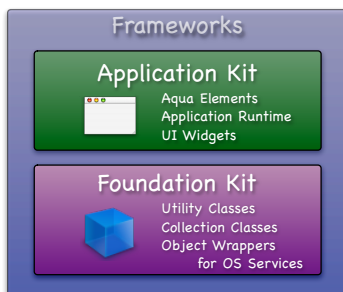 Frameworks
Application Kit
Aqua Elements
Application Runtime
UI Widgets
Foundation Kit
Utility Classes
Collection Classes
Object Wrappers
for OS Services